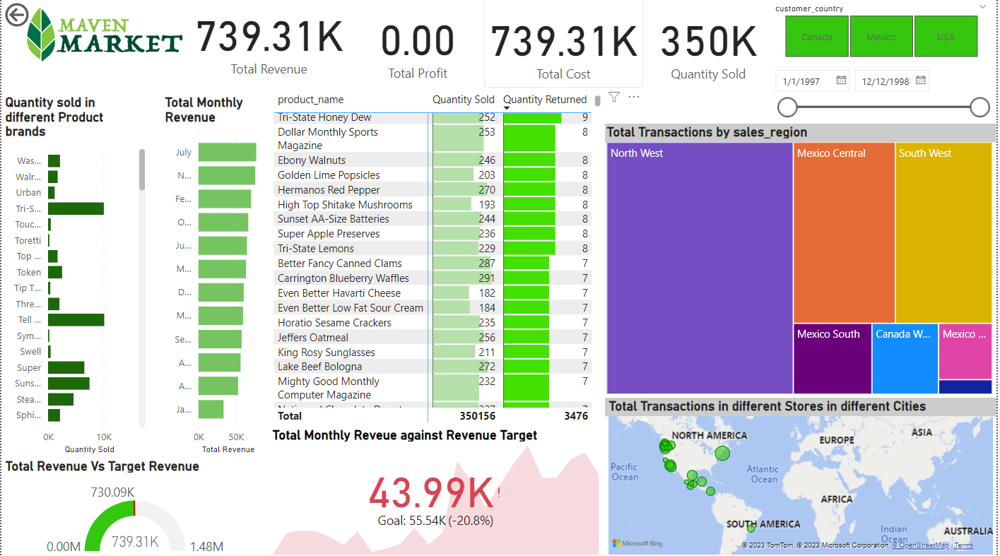 MAVEN
MARKET
739.31K
Total Revenue
0.00
Total Profit
739.31K
Total Cost
350K
Quantity Sold
customer_country
Canada
Mexico
USA
1/1/1997
12/12/1998
Quantity sold in
different Product
brands
Was...
Walr...
Urban
Tri-S...
Touc...
Toretti
Top ...
Token
Tip T...
Thre...
Tell ...
Sym...
Swell
Super
Suns...
Stea...
Sphi...
0K
10K
Quantity Sold
Total Monthly
Revenue
July
N...
Fe...
O...
Ju...
M...
D...
M...
Se...
A...
A...
Ja...
0K
50K
Total Revenue
product_name Quantity Sold Quantity Returned
Tri-State Honey Dew 252 9
Dollar Monthly Sports
Magazine 253 8
Ebony Walnuts 246 8
Golden Lime Popsicles 203 8
Hermanos Red Pepper 270 8
High Top Shitake Mushrooms 193 8
Sunset AA-Size Batteries 244 8
Super Apple Preserves 236 8
Tri-State Lemons 229 8
Better Fancy Canned Clams 287 7
Carrington Blueberry Waffles 291 7
Even Better Havarti Cheese 182 7
Even Better Low Fat Sour Cream 184 7
Horatio Sesame Crackers 235 7
Jeffers Oatmeal 256 7
King Rosy Sunglasses 211 7
Lake Beef Bologna 272 7
Mighty Good Monthly
Computer Magazine 232 7
Total 350156 3476
Total Transactions by sales_region
North West
Mexico Central
South West
Mexico South
Canada W...
Mexico ...
Total Revenue Vs Target Revenue
730.09K
0.00M
739.31K
1.48M
Total Monthly Reveue against Revenue Target
43.99K!
Goal: 55.54K (-20.8%)
Total Transactions in different Stores in different Cities
NORTH AMERICA
EUROPE
ASIA
Pacific
Ocean
Atlantic
Ocean
AFRICA
SOUTH AMERICA
Indian
Ocean
AUSTRALIA
Microsoft Bing
© 2023 TomTom, © 2023 Microsoft Corporation, © OpenStreetMap Terms